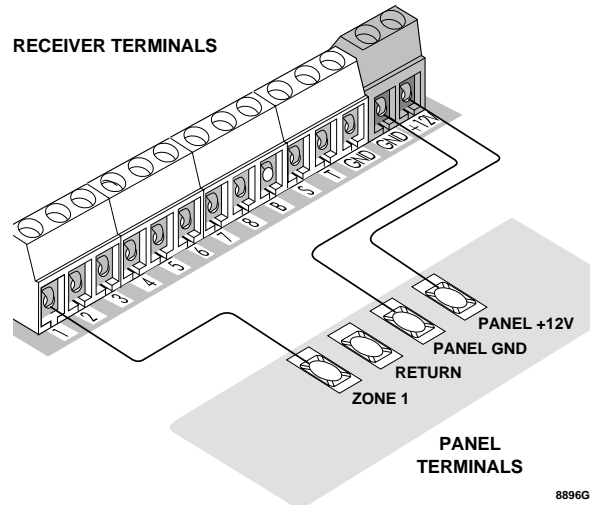 RECEIVER TERMINALS
1
2
3
4
5
6
7
8
B
S
T
GND
GND
+12V
PANEL +12V
PANEL GND
RETURN
ZONE 1
PANEL
TERMINALS
8896G